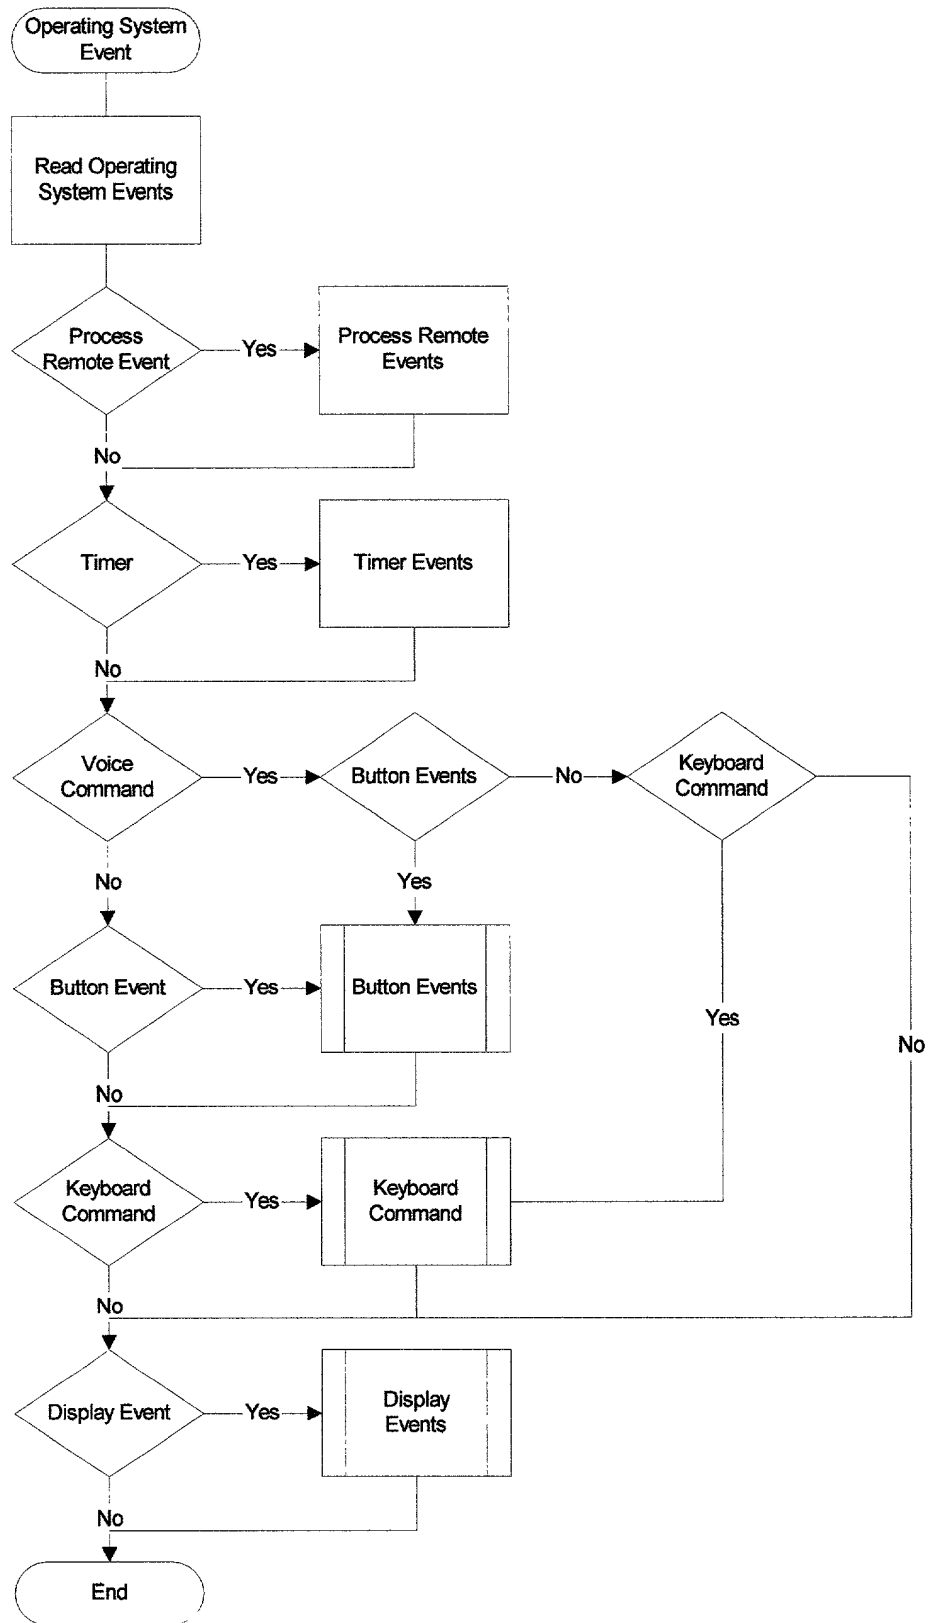 Operating System
Event
Read Operating
System Events
Process
Remote Event
Yes
Process Remote
Events
No
Timer
Yes
Timer Events
No
Voice
Command
Yes
Button Events
No
Keyboard
Command
No
Yes
Button Event
Yes
Button Events
Yes
No
No
Keyboard
Command
Yes
Keyboard
Command
No
Display Event
Yes
Display
Events
No
End